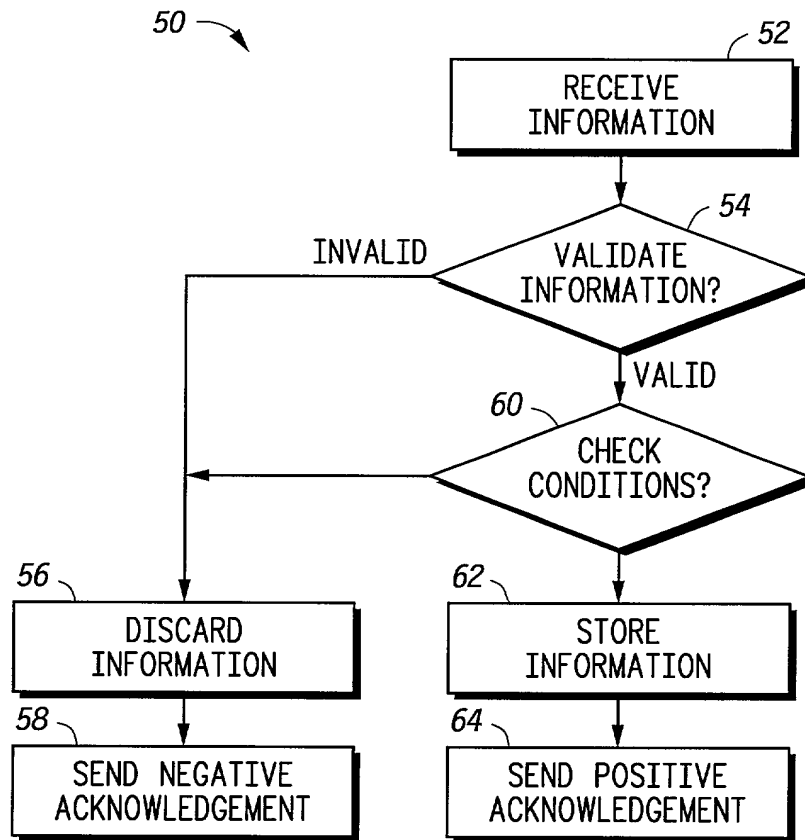 50
52
RECEIVE
INFORMATION
54
INVALID
VALIDATE
INFORMATION?
VALID
60
CHECK
CONDITIONS?
56
DISCARD
INFORMATION
62
STORE
INFORMATION
58
SEND NEGATIVE
ACKNOWLEDGEMENT
64
SEND POSITIVE
ACKNOWLEDGEMENT